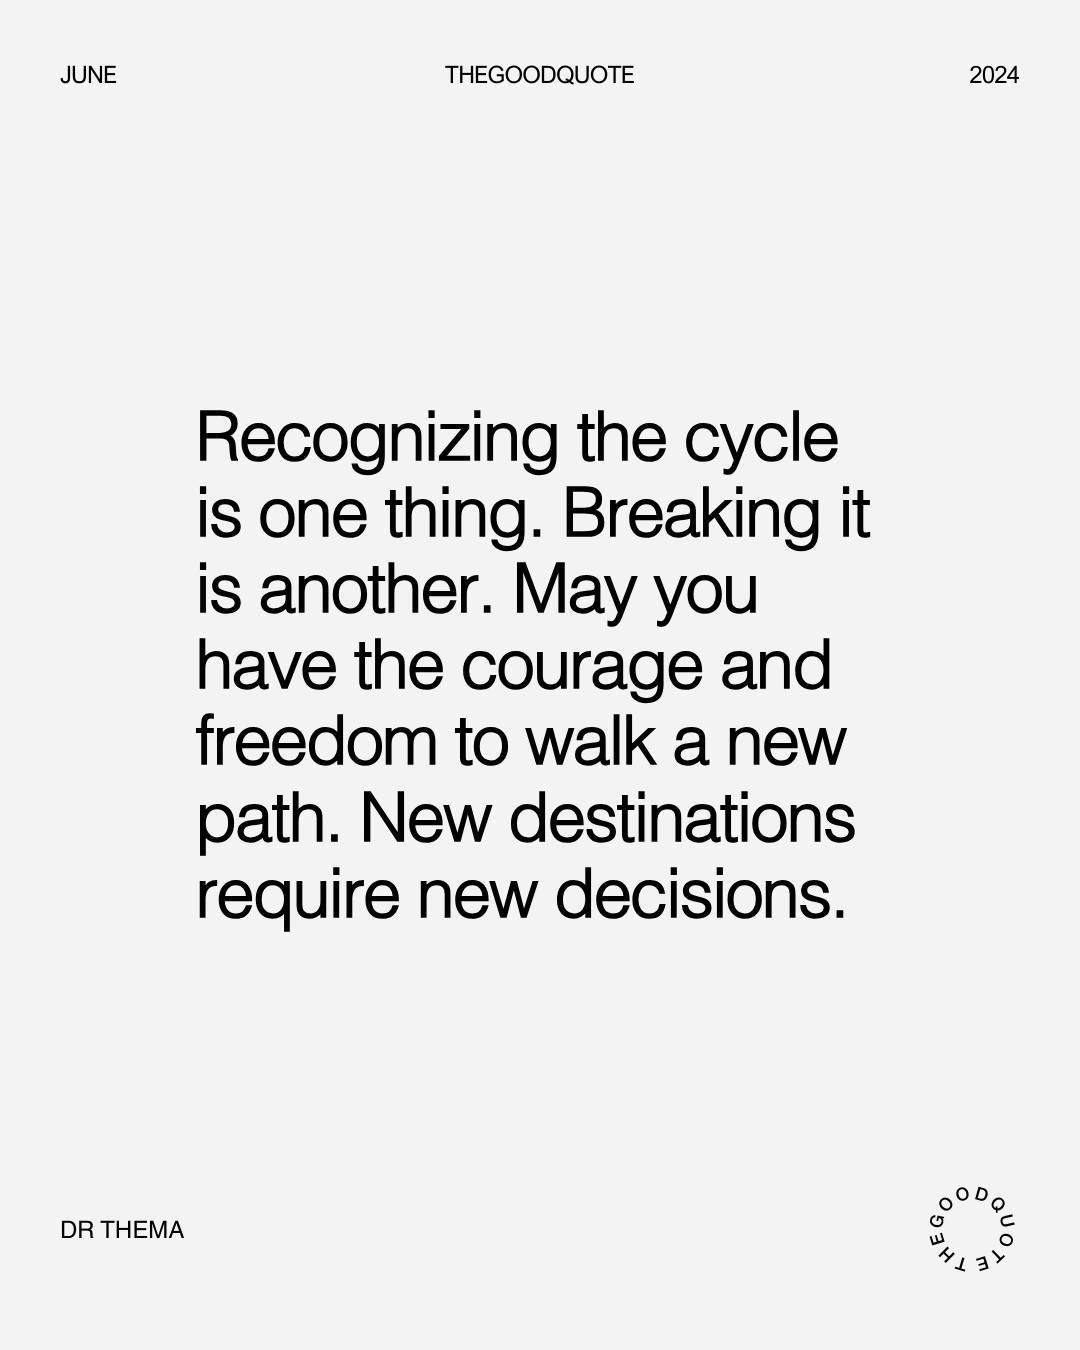 JUNE THEGOODQUOTE 2024
Recognizing the cycle
is one thing. Breaking it
is another. May you
have the courage and
freedom to walk a new
path. New destinations
require new decisions.
DR THEMA
THEGOODQUOTE